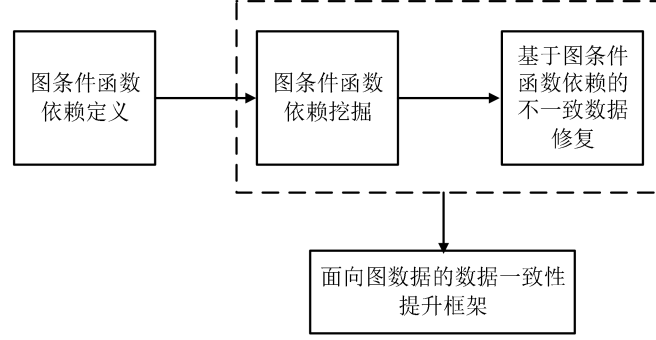 图条件函数
依赖定义
图条件函数
依赖挖掘
基于图条件
函数依赖的
不一致数据
修复
面向图数据的数据一致性
提升框架